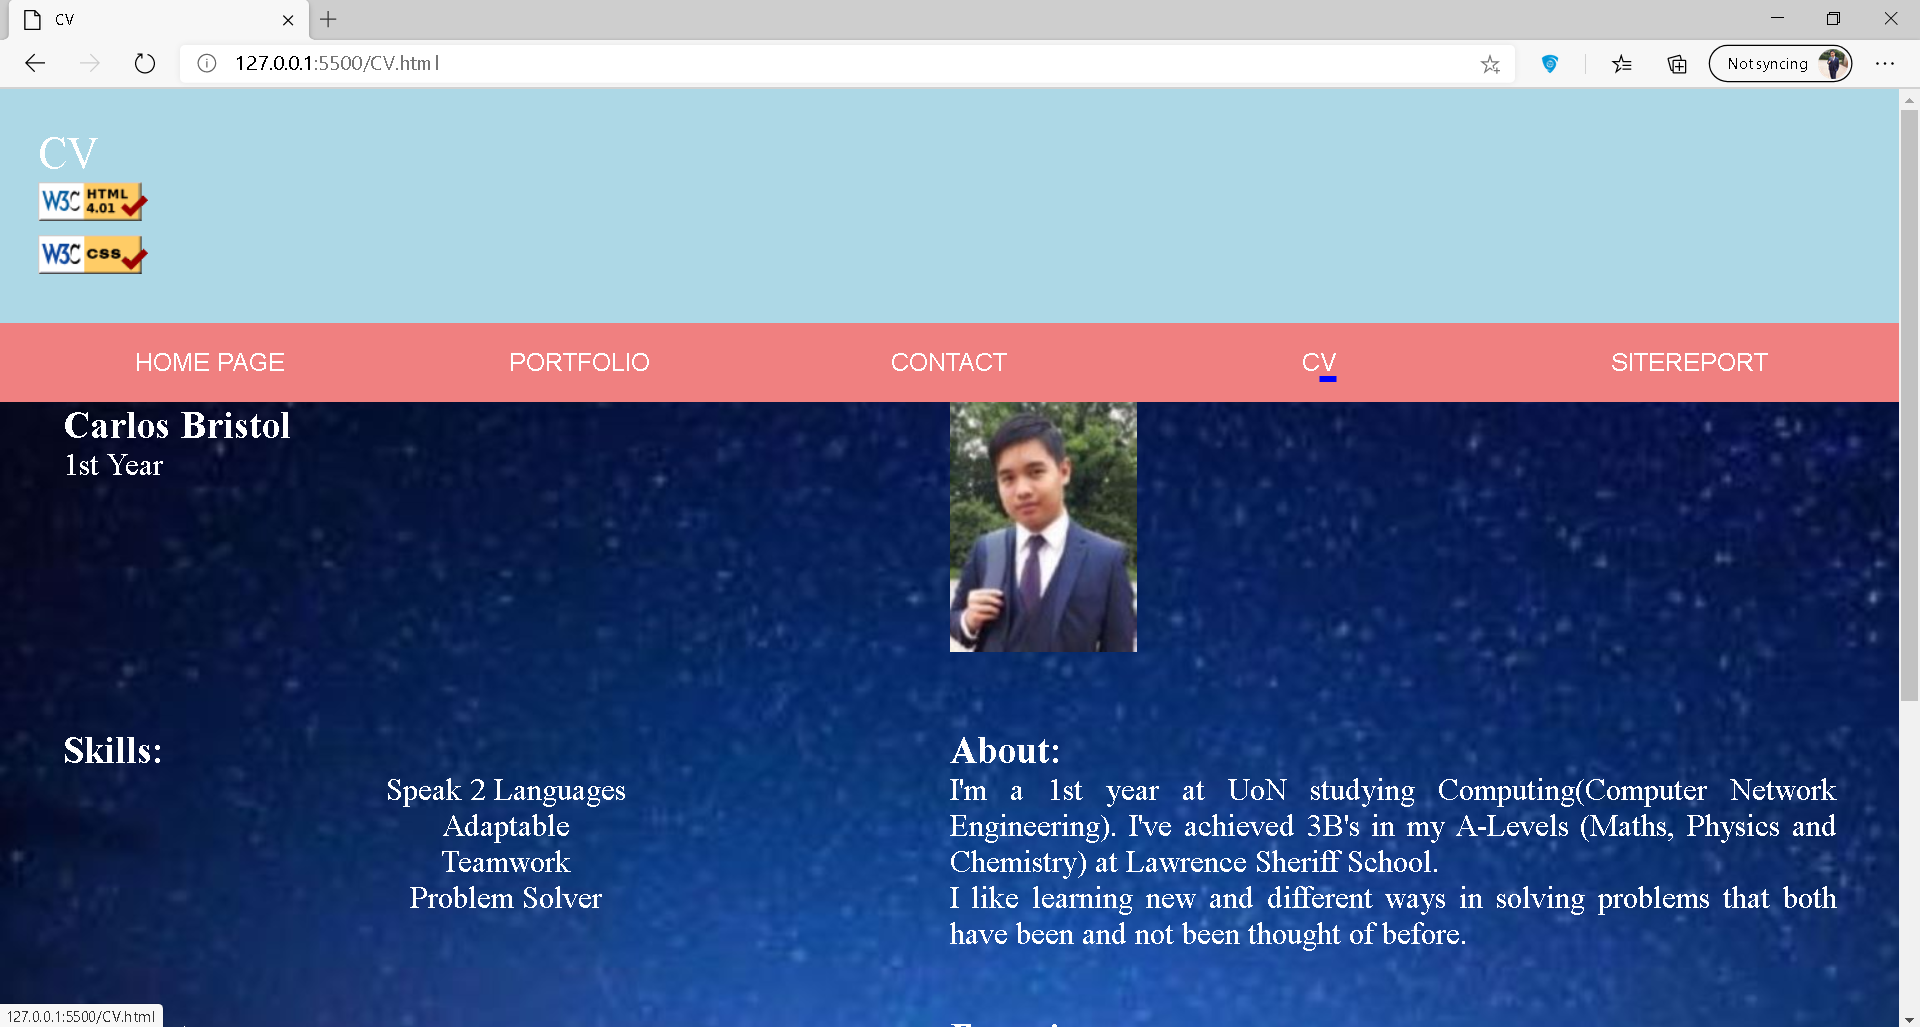 CV
127.0.0.1:5500/CV.html
Not syncing
CV
W3C HTML 4.01
W3C css
HOME PAGE PORTFOLIO CONTACT CV SITEREPORT
Carlos Bristol
1st Year
Skills:
Speak 2 Languages
Adaptable
Teamwork
Problem Solver
About:
I'm a 1st year at UoN studying Computing(Computer Network
Engineering). I've achieved 3B's in my A-Levels (Maths, Physics and
Chemistry) at Lawrence Sheriff School.
I like learning new and different ways in solving problems that both
have been and not been thought of before.
127.0.0.1:5500/CV.html